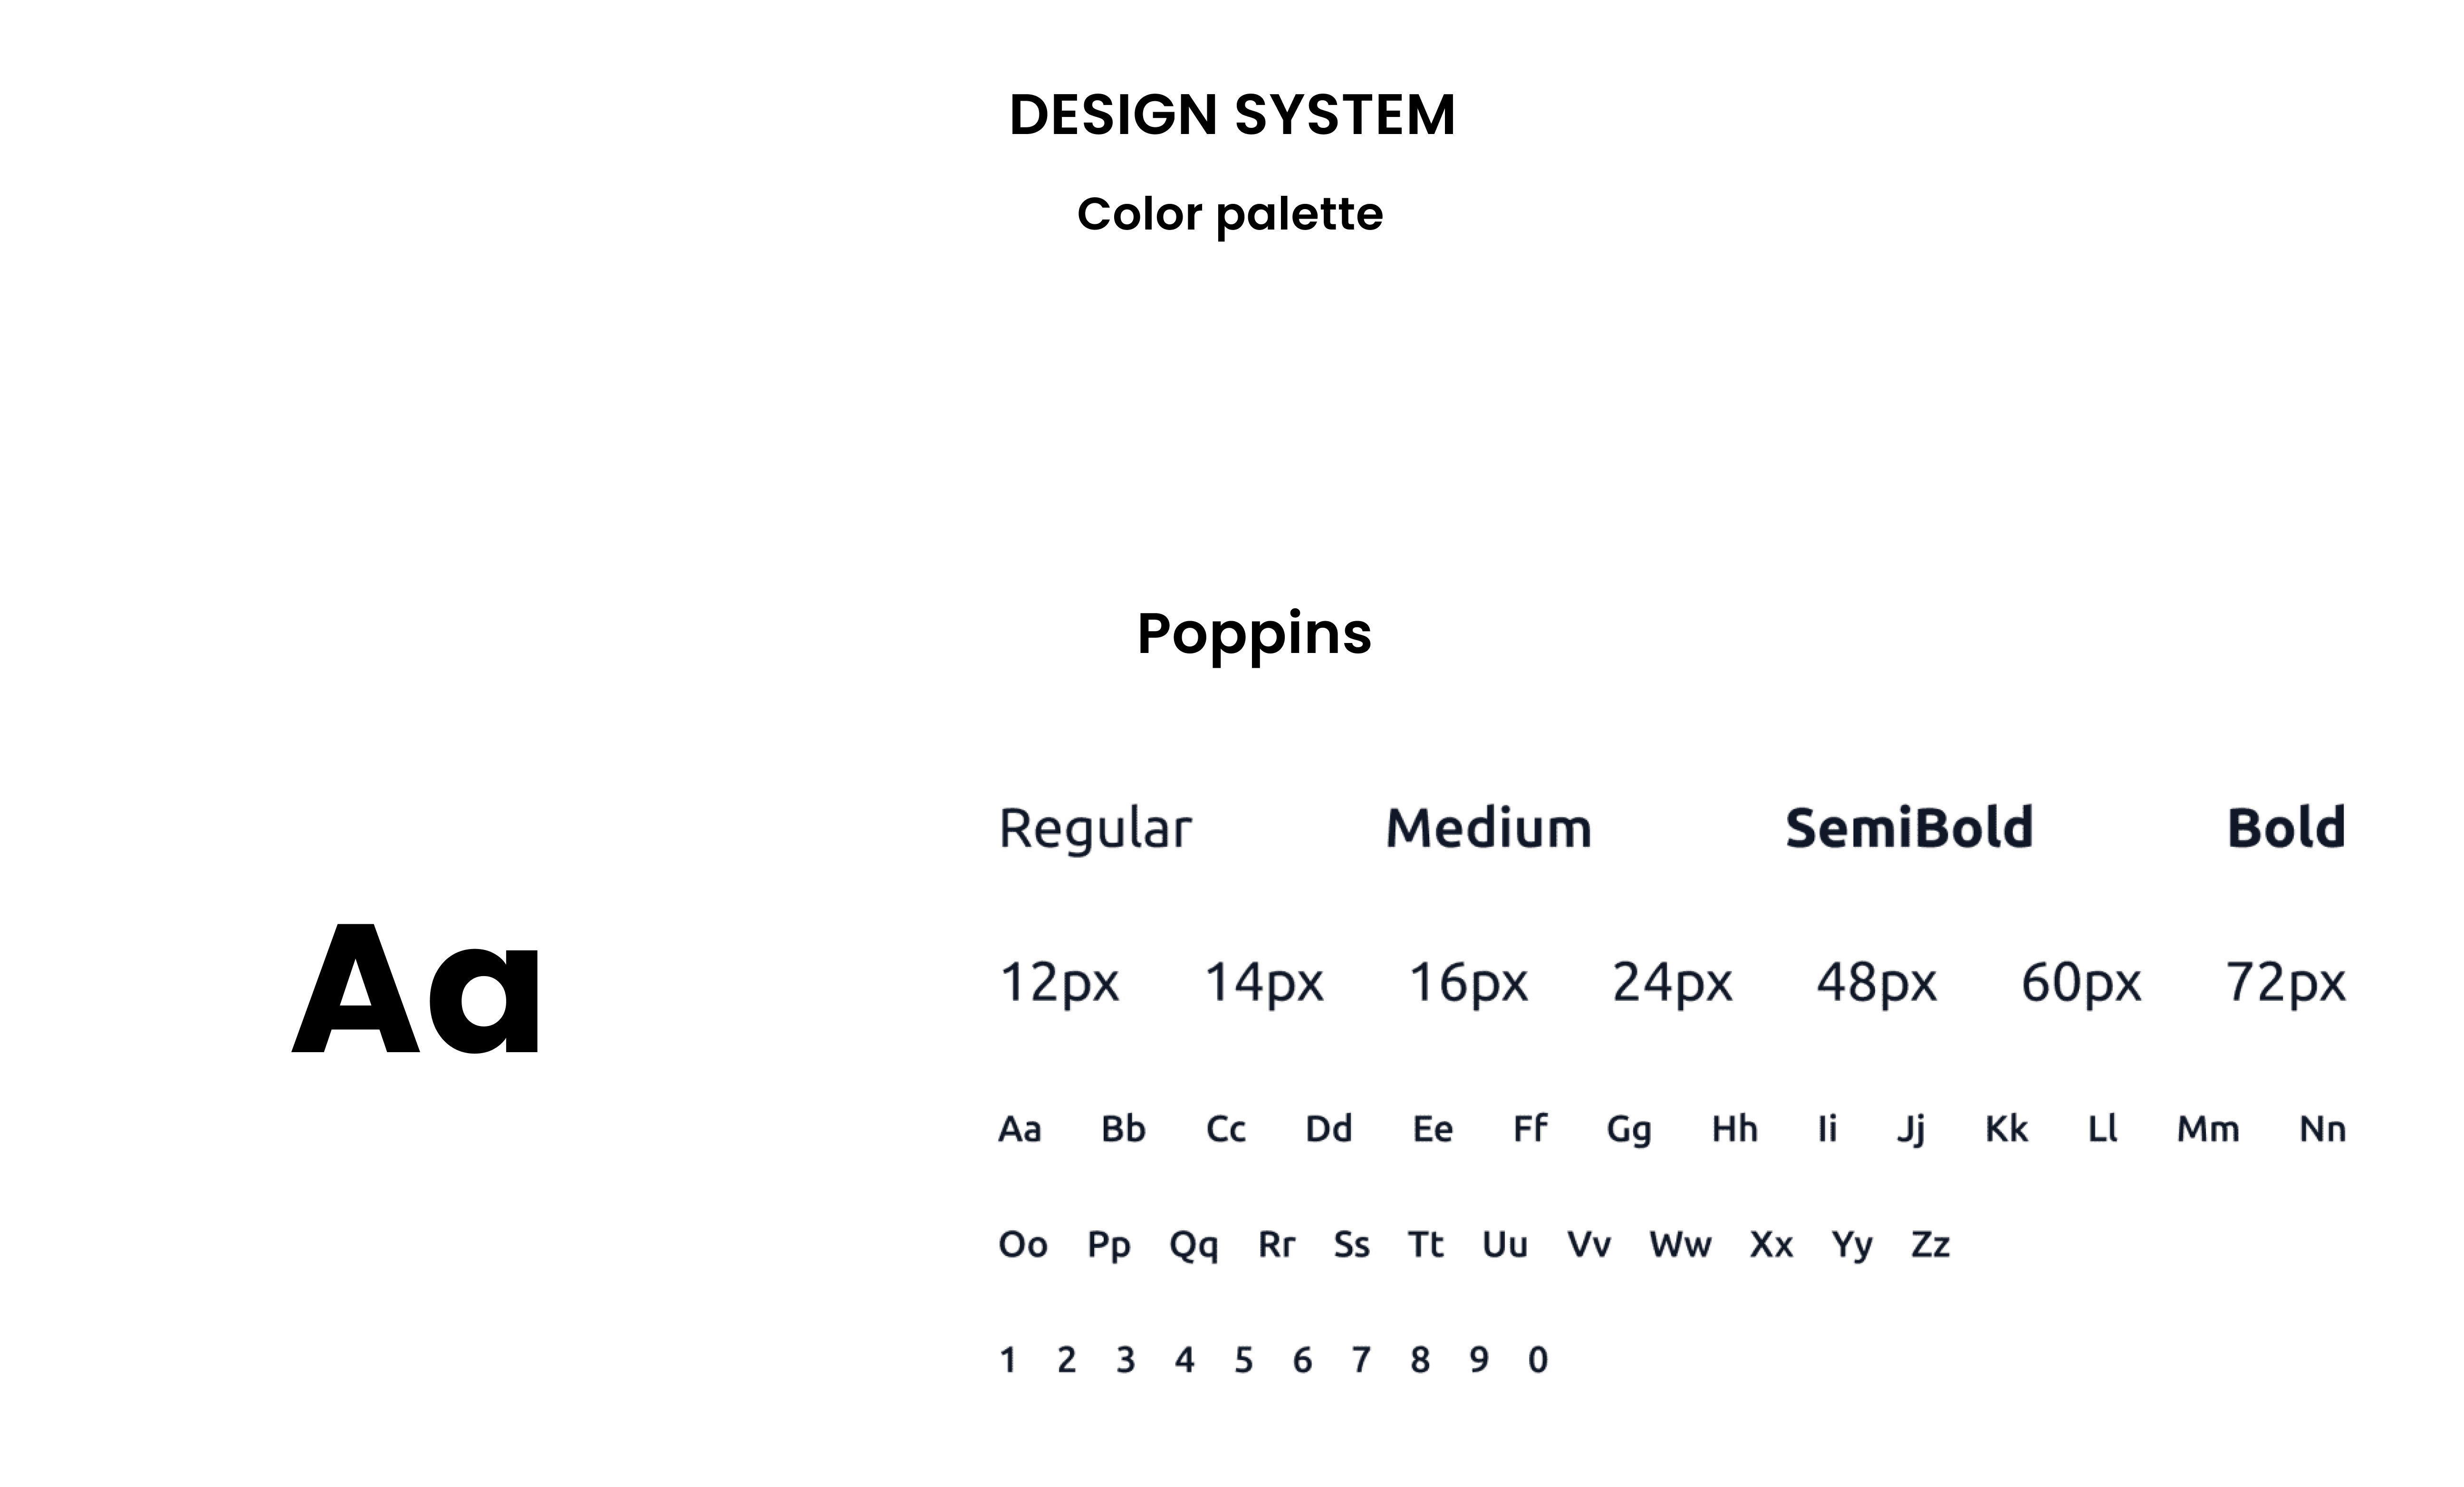 DESIGN SYSTEM
Color palette
Poppins
Aa
Regular Medium SemiBold Bold
12px 14px 16px 24px 48px 60px 72px
Aa Bb Cc Dd Ee Ff Gg Hh Ii Jj Kk Ll Mm Nn
Oo Pp Qq Rr Ss Tt Uu Vv Ww Xx Yy Zz
1 2 3 4 5 6 7 8 9 0